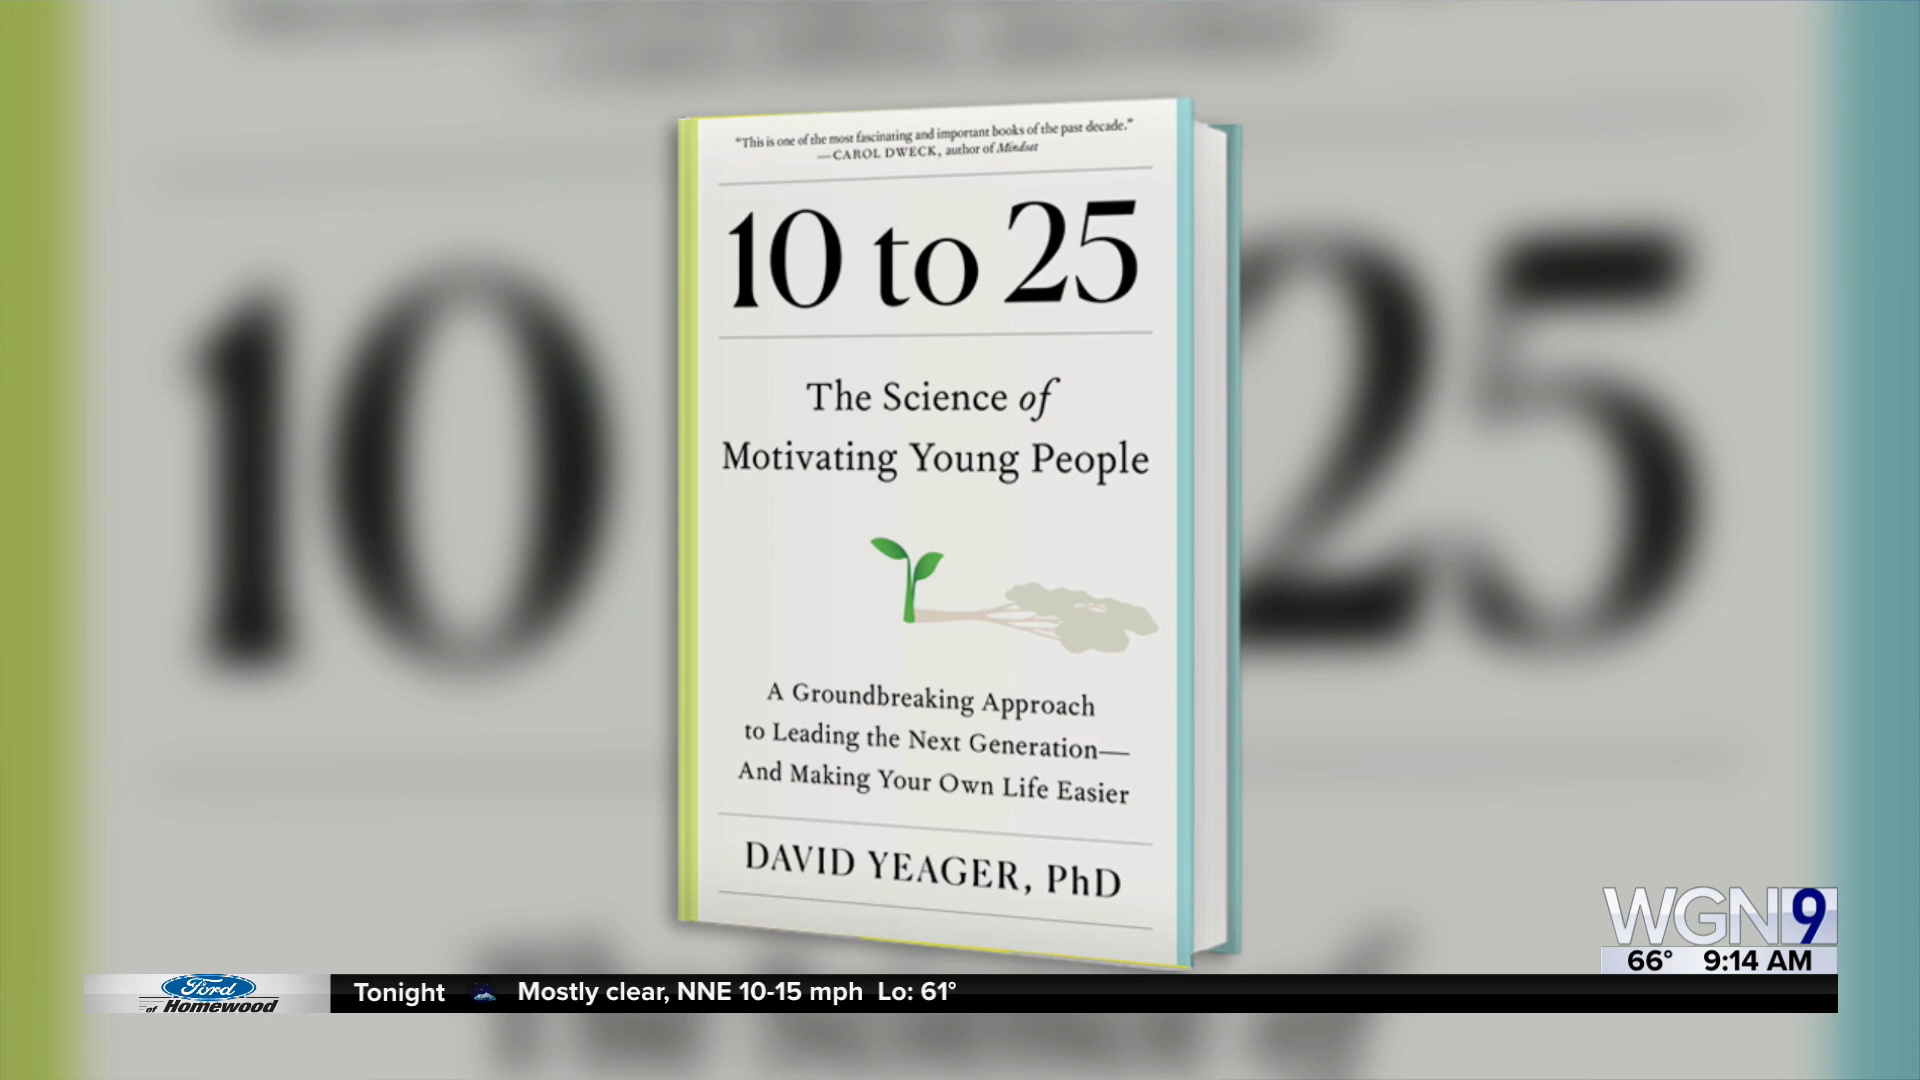 “This is one of the most fascinating and important books of the past decade.”
—CAROL DWECK, author of Mindset
10 to 25
The Science of
Motivating Young People
A Groundbreaking Approach
to Leading the Next Generation—
And Making Your Own Life Easier
DAVID YEAGER, PhD
WGN9
66° 9:14 AM
Ford
of Homewood
Tonight Mostly clear, NNE 10-15 mph Lo: 61°